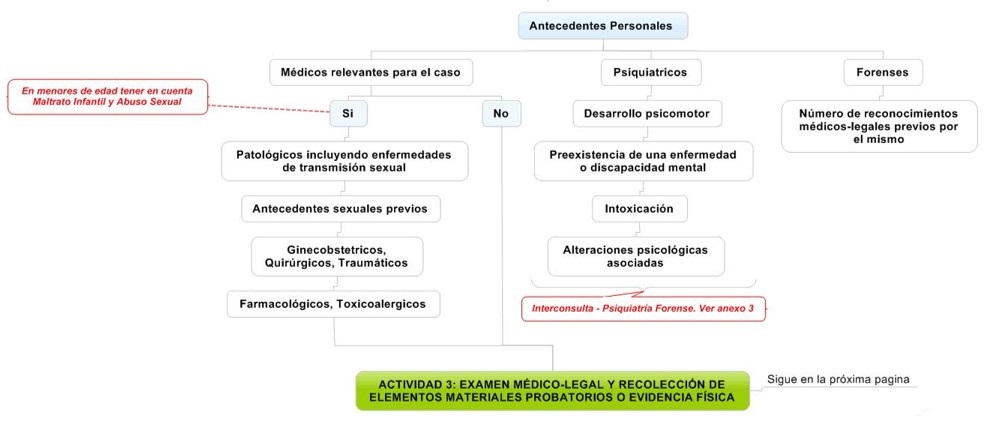 Antecedentes Personales
Médicos relevantes para el caso
Psiquiatricos
Forenses
En menores de edad tener en cuenta
Maltrato Infantil y Abuso Sexual
Si
No
Desarrollo psicomotor
Número de reconocimientos
médicos-legales previos por
el mismo
Patológicos incluyendo enfermedades
de transmisión sexual
Preexistencia de una enfermedad
o discapacidad mental
Antecedentes sexuales previos
Intoxicación
Ginecobstetricos,
Quirúrgicos, Traumáticos
Alteraciones psicológicas
asociadas
Farmacológicos, Toxicoalergicos
Interconsulta - Psiquiatría Forense. Ver anexo 3
ACTIVIDAD 3: EXAMEN MÉDICO-LEGAL Y RECOLECCIÓN DE
ELEMENTOS MATERIALES PROBATORIOS O EVIDENCIA FÍSICA
Sigue en la próxima pagina